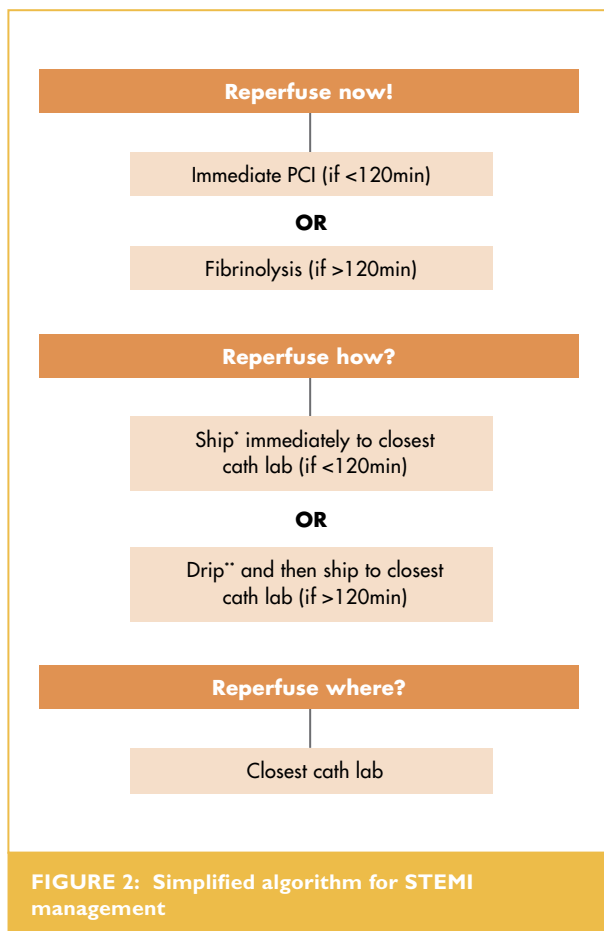 Reperfuse now!
Immediate PCI (if <120min)
OR
Fibrinolysis (if >120min)
Reperfuse how?
Ship* immediately to closest
cath lab (if <120min)
OR
Drip** and then ship to closest
cath lab (if >120min)
Reperfuse where?
Closest cath lab
FIGURE 2: Simplified algorithm for STEMI
management